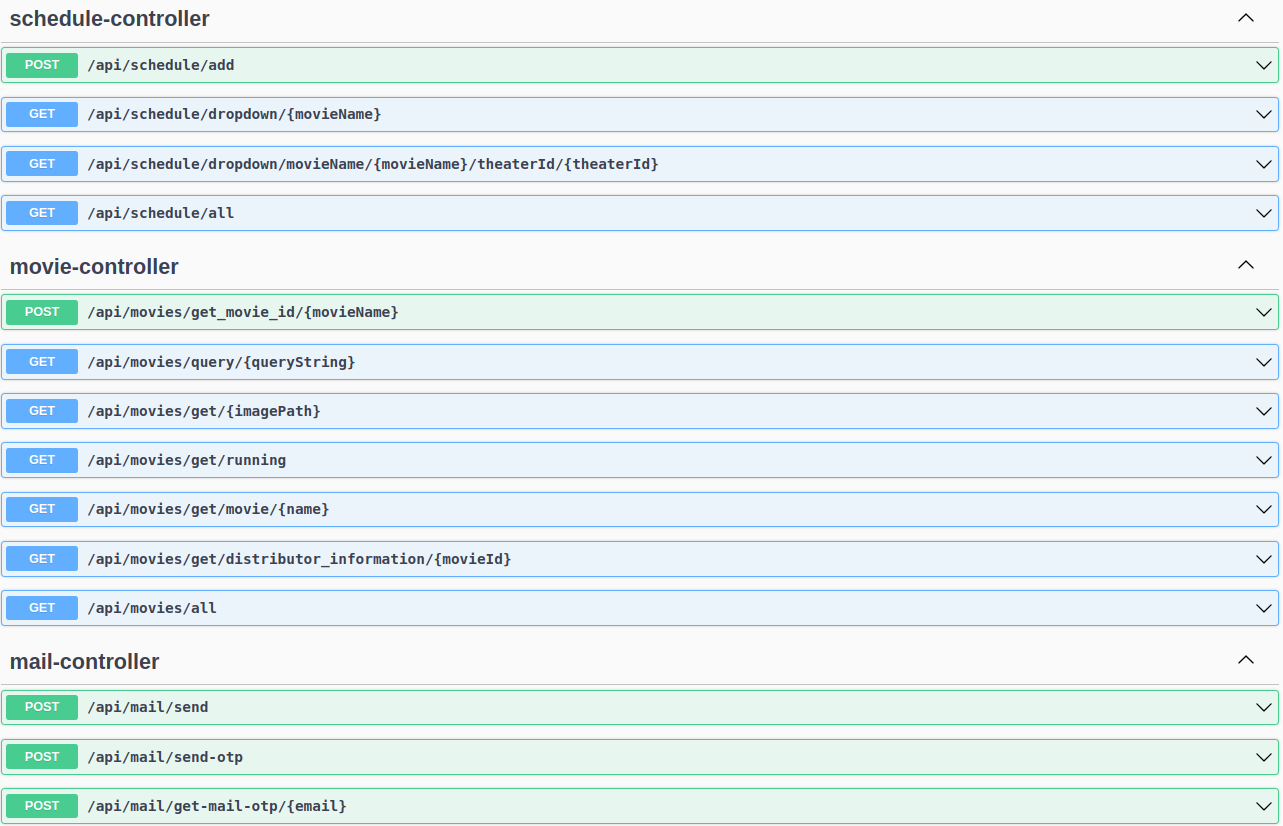 schedule-controller
POST /api/schedule/add
GET /api/schedule/dropdown/{movieName}
GET /api/schedule/dropdown/movieName/{movieName}/theaterId/{theaterId}
GET /api/schedule/all
movie-controller
POST /api/movies/get_movie_id/{movieName}
GET /api/movies/query/{queryString}
GET /api/movies/get/{imagePath}
GET /api/movies/get/running
GET /api/movies/get/movie/{name}
GET /api/movies/get/distributor_information/{movieId}
GET /api/movies/all
mail-controller
POST /api/mail/send
POST /api/mail/send-otp
POST /api/mail/get-mail-otp/{email}